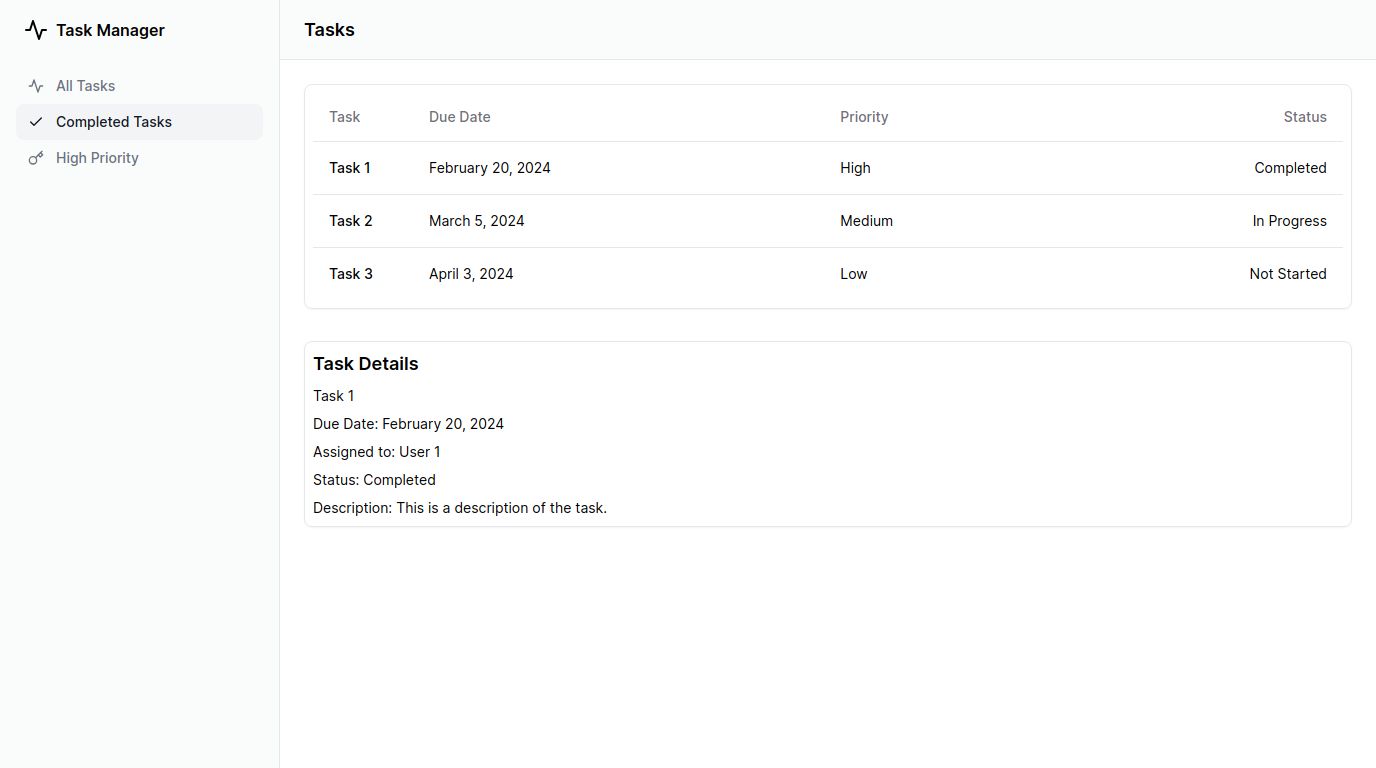 Task Manager
All Tasks
Completed Tasks
High Priority
Tasks
Task Due Date Priority Status
Task 1 February 20, 2024 High Completed
Task 2 March 5, 2024 Medium In Progress
Task 3 April 3, 2024 Low Not Started
Task Details
Task 1
Due Date: February 20, 2024
Assigned to: User 1
Status: Completed
Description: This is a description of the task.